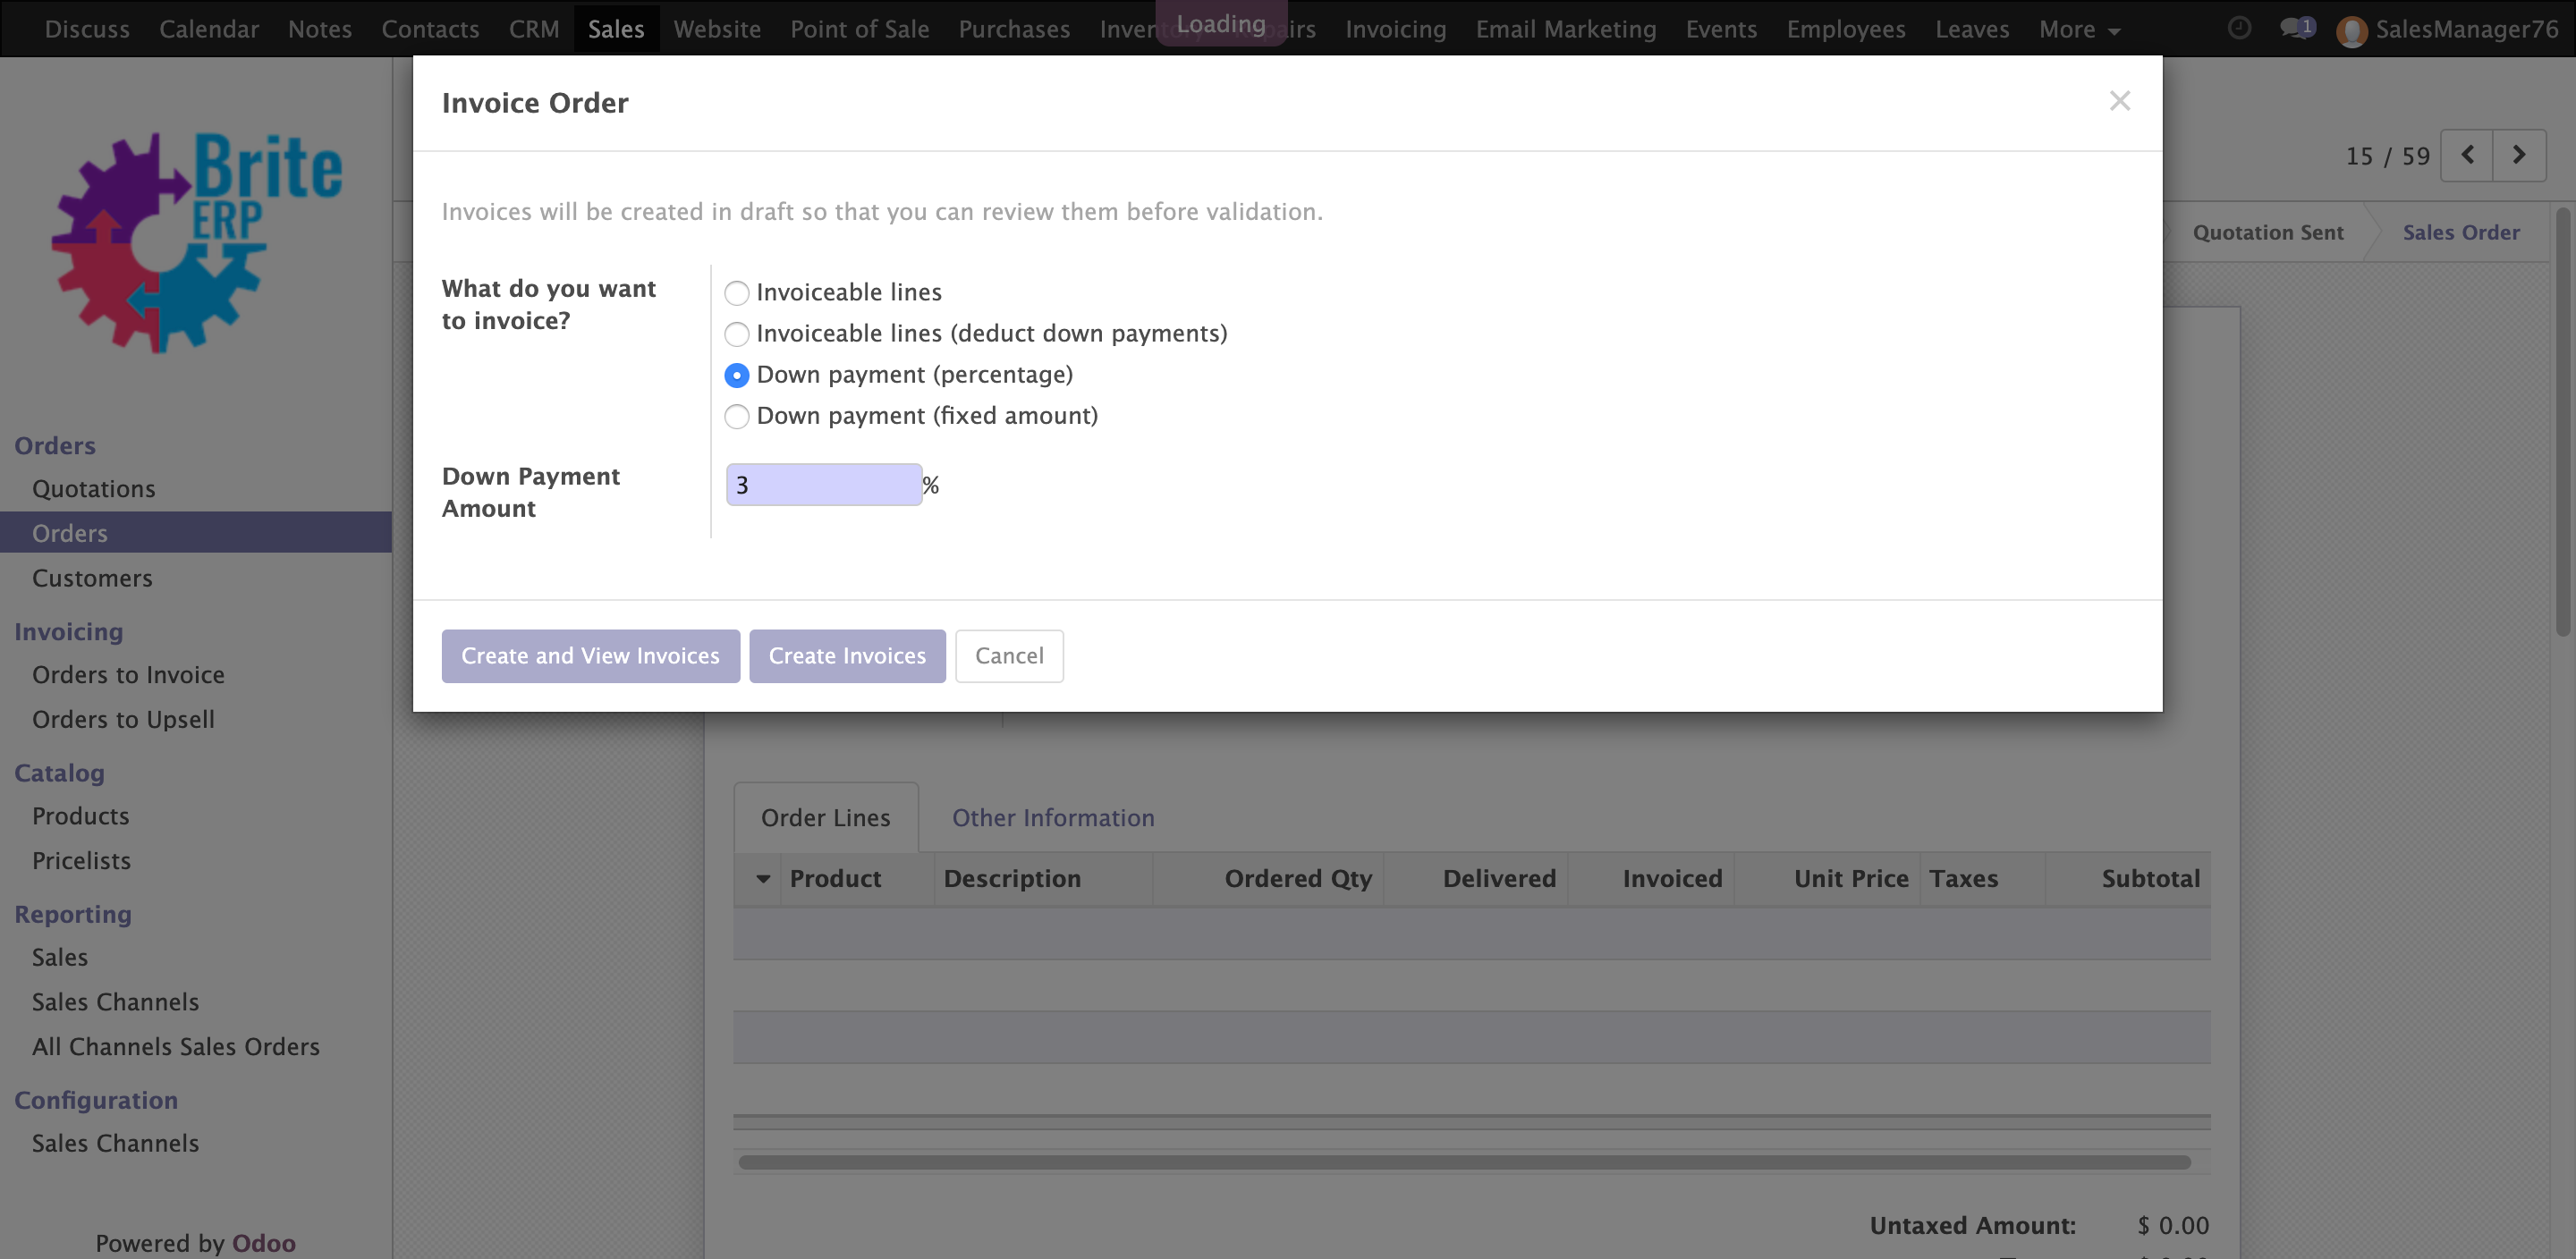 Discuss Calendar Notes Contacts CRM Sales Website Point of Sale Purchases Loading Invoicing Email Marketing Events Employees Leaves More 1 SalesManager76
Invoice Order ×
Brite
ERP
15 / 59
Invoices will be created in draft so that you can review them before validation.
Quotation Sent Sales Order
What do you want
to invoice?
Invoiceable lines
Invoiceable lines (deduct down payments)
Down payment (percentage)
Down payment (fixed amount)
Down Payment
Amount
3 %
Create and View Invoices Create Invoices Cancel
Orders
Quotations
Orders
Customers
Invoicing
Orders to Invoice
Orders to Upsell
Catalog
Products
Pricelists
Reporting
Sales
Sales Channels
All Channels Sales Orders
Configuration
Sales Channels
Powered by Odoo
Order Lines Other Information
Product Description Ordered Qty Delivered Invoiced Unit Price Taxes Subtotal
Untaxed Amount: $ 0.00